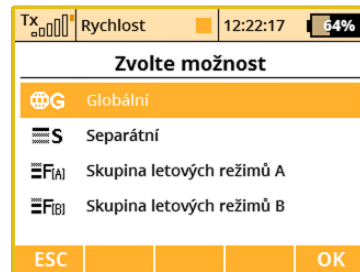 Tx Rychlost 12:22:17 64%
Zvolte možnost
G Globální
S Separátní
F[A] Skupina letových režimů A
F[B] Skupina letových režimů B
ESC OK